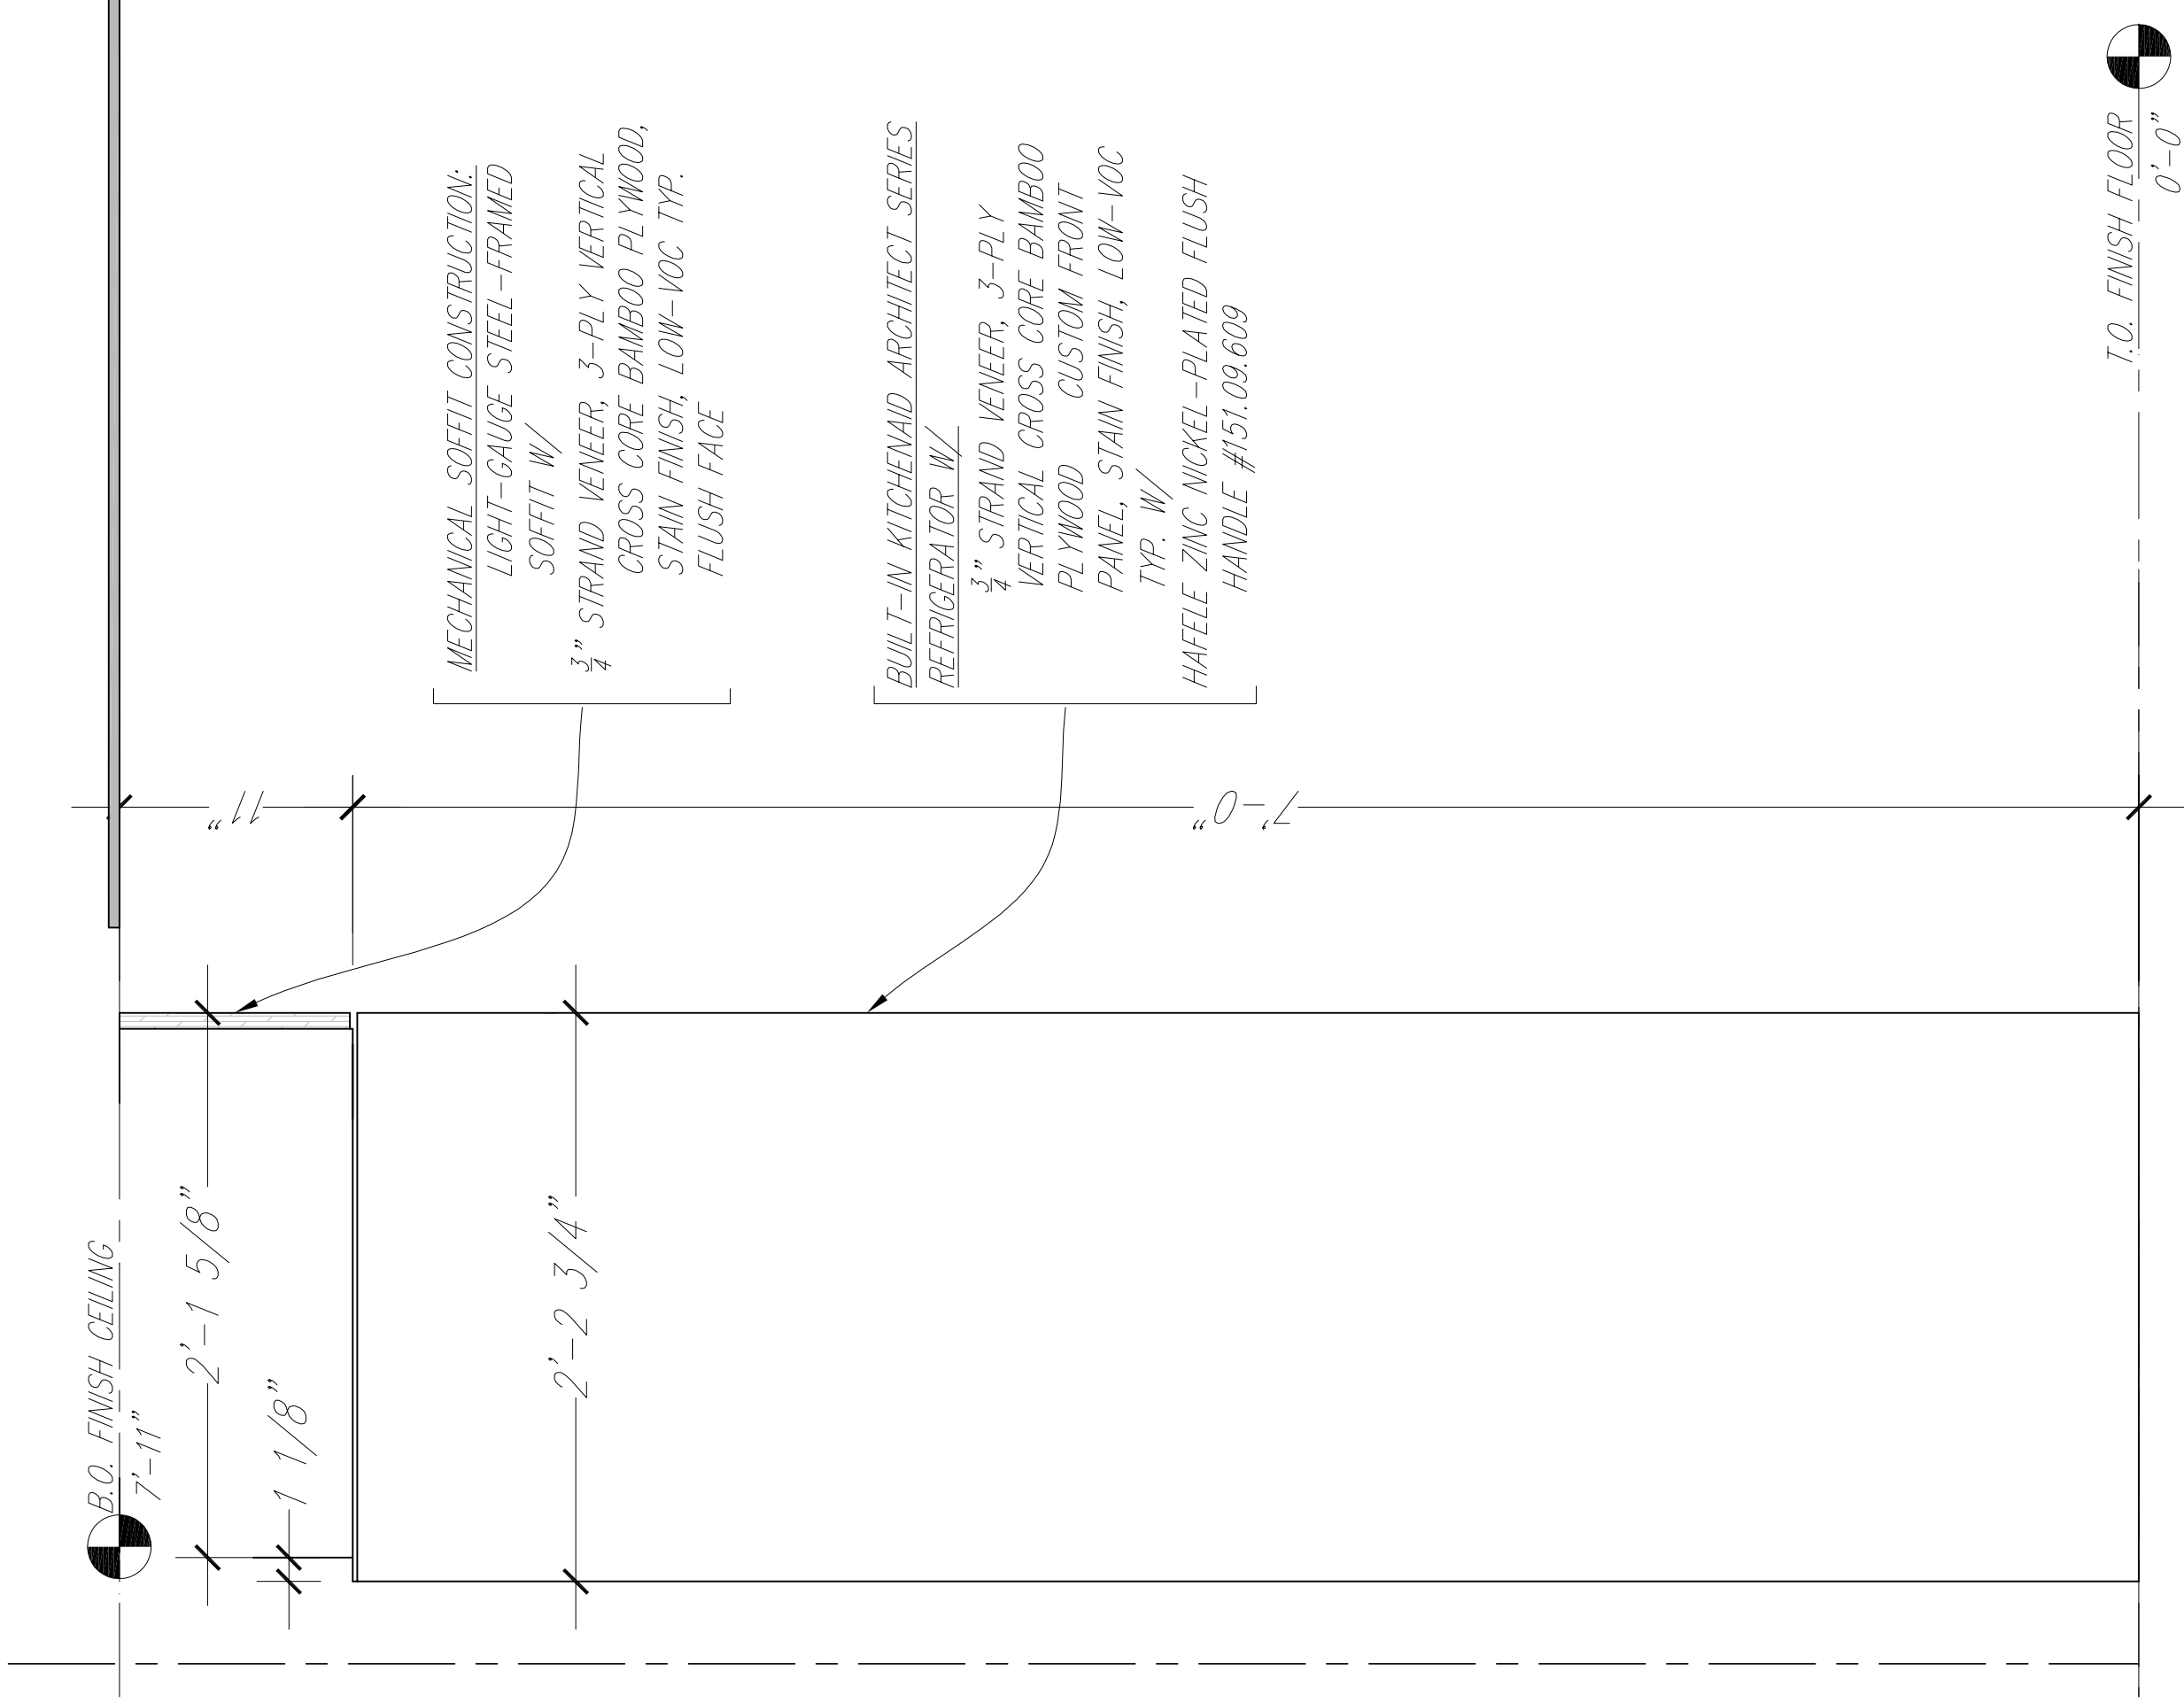 B.O. FINISH CEILING
7'-11"
11"
2'-1 5/8"
1 1/8"
MECHANICAL SOFFIT CONSTRUCTION:
LIGHT-GAUGE STEEL-FRAMED
SOFFIT W/
3/4" STRAND VENEER, 3-PLY VERTICAL
CROSS CORE BAMBOO PLYWOOD,
STAIN FINISH, LOW-VOC TYP.
FLUSH FACE
2'-2 3/4"
BUILT-IN KITCHENAID ARCHITECT SERIES
REFRIGERATOR W/
3/4" STRAND VENEER, 3-PLY
VERTICAL CROSS CORE BAMBOO
PLYWOOD CUSTOM FRONT
PANEL, STAIN FINISH, LOW-VOC
TYP. W/
HAFELE ZINC NICKEL-PLATED FLUSH
HANDLE #151.09.609
7'-0"
T.O. FINISH FLOOR
0'-0"